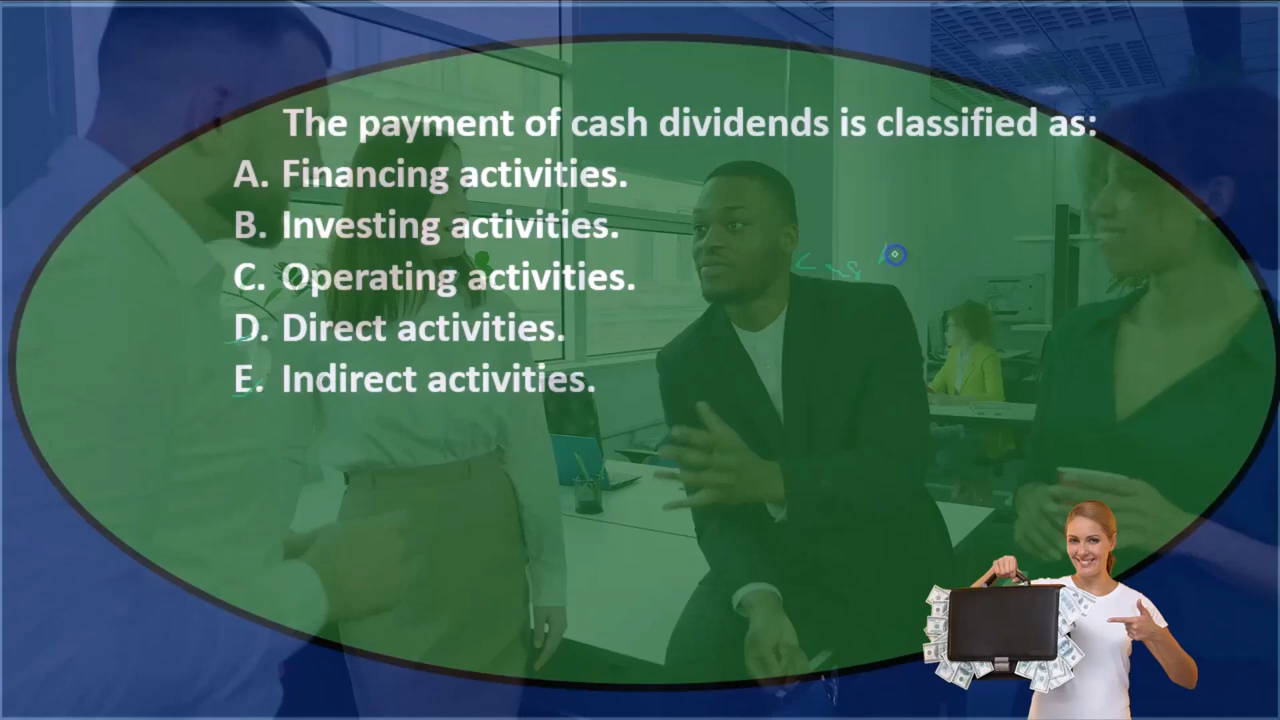 The payment of cash dividends is classified as:
A. Financing activities.
B. Investing activities.
C. Operating activities.
D. Direct activities.
E. Indirect activities.